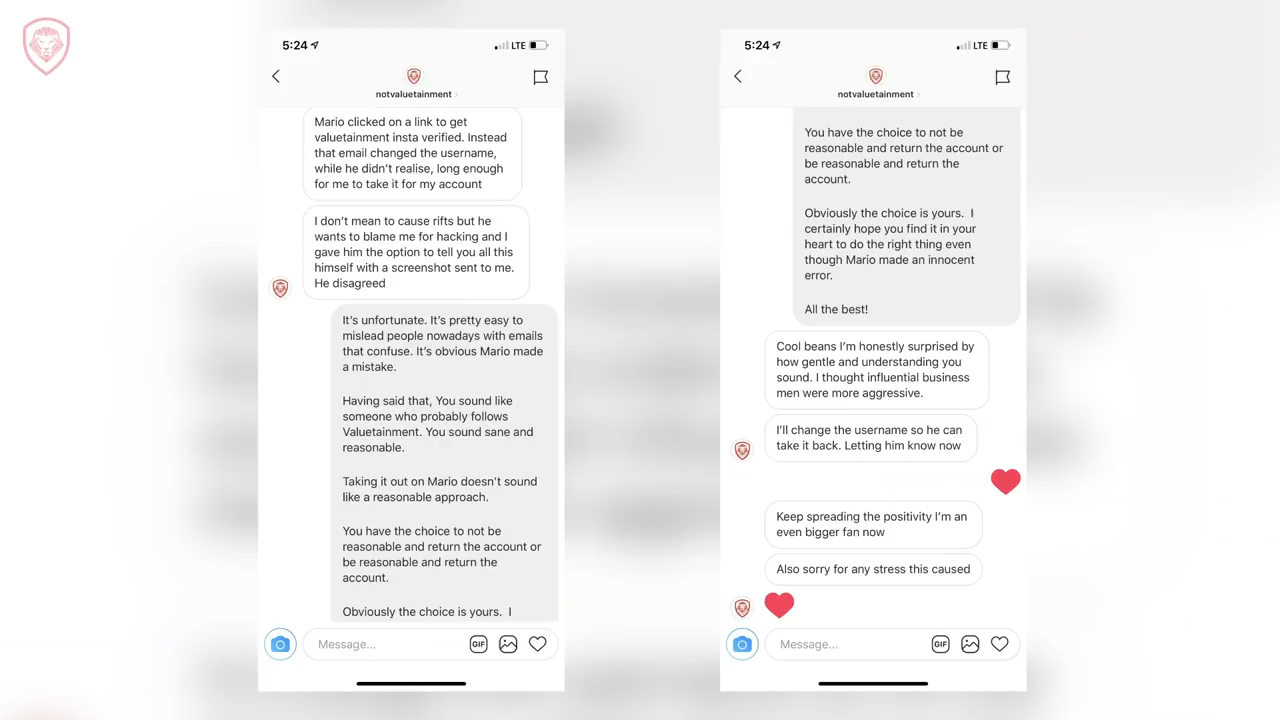 5:24
LTE
notvaluetainment
Mario clicked on a link to get
valuetainment insta verified. Instead
that email changed the username,
while he didn't realise, long enough
for me to take it for my account
I don't mean to cause rifts but he
wants to blame me for hacking and I
gave him the option to tell you all this
himself with a screenshot sent to me.
He disagreed
It's unfortunate. It's pretty easy to
mislead people nowadays with emails
that confuse. It's obvious Mario made
a mistake.
Having said that, You sound like
someone who probably follows
Valuetainment. You sound sane and
reasonable.
Taking it out on Mario doesn't sound
like a reasonable approach.
You have the choice to not be
reasonable and return the account or
be reasonable and return the
account.
Obviously the choice is yours. I
Message...
GIF
5:24
LTE
notvaluetainment
You have the choice to not be
reasonable and return the account or
be reasonable and return the
account.
Obviously the choice is yours. I
certainly hope you find it in your
heart to do the right thing even
though Mario made an innocent
error.
All the best!
Cool beans I'm honestly surprised by
how gentle and understanding you
sound. I thought influential business
men were more aggressive.
I'll change the username so he can
take it back. Letting him know now
Keep spreading the positivity I'm an
even bigger fan now
Also sorry for any stress this caused
Message...
GIF